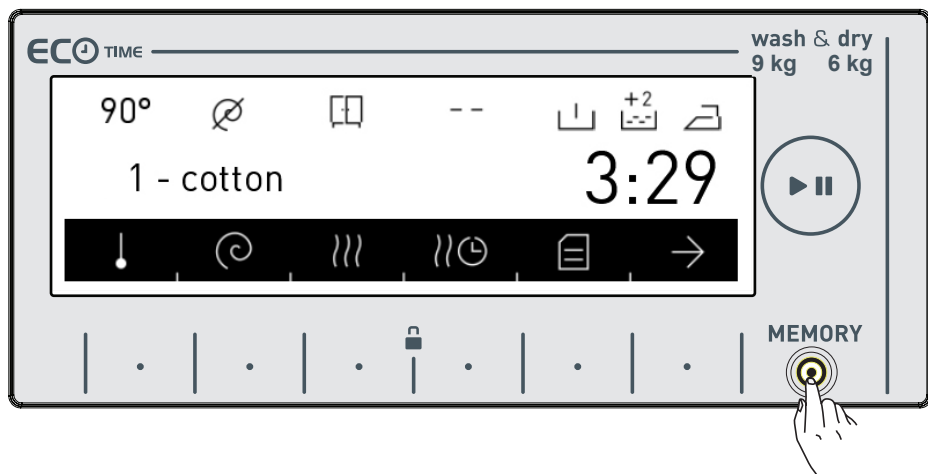 ECO TIME
wash & dry
9 kg 6 kg
90° -- +2
1 - cotton 3:29
MEMORY